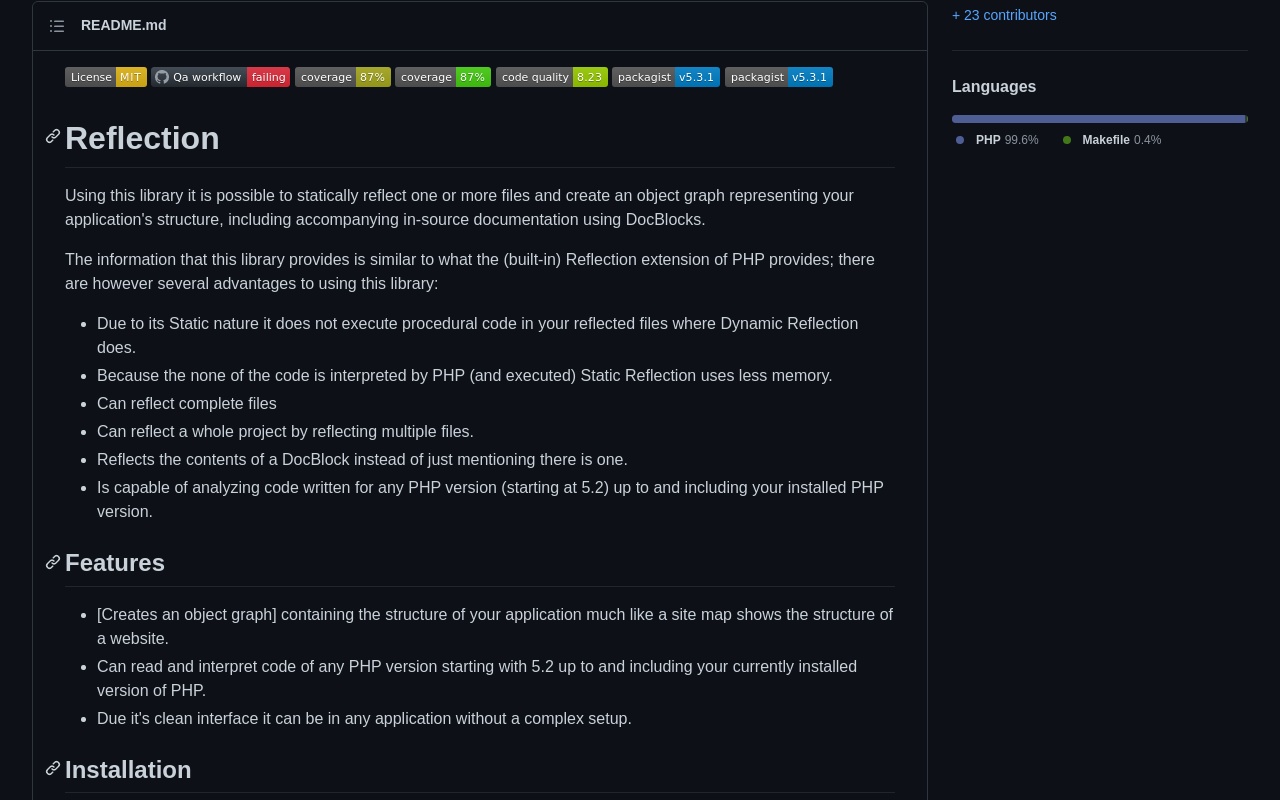 README.md
+ 23 contributors
License MIT Qa workflow failing coverage 87% coverage 87% code quality 8.23 packagist v5.3.1 packagist v5.3.1
Languages
PHP 99.6% Makefile 0.4%
Reflection
Using this library it is possible to statically reflect one or more files and create an object graph representing your
application's structure, including accompanying in-source documentation using DocBlocks.
The information that this library provides is similar to what the (built-in) Reflection extension of PHP provides; there
are however several advantages to using this library:
Due to its Static nature it does not execute procedural code in your reflected files where Dynamic Reflection
does.
Because the none of the code is interpreted by PHP (and executed) Static Reflection uses less memory.
Can reflect complete files
Can reflect a whole project by reflecting multiple files.
Reflects the contents of a DocBlock instead of just mentioning there is one.
Is capable of analyzing code written for any PHP version (starting at 5.2) up to and including your installed PHP
version.
Features
[Creates an object graph] containing the structure of your application much like a site map shows the structure of
a website.
Can read and interpret code of any PHP version starting with 5.2 up to and including your currently installed
version of PHP.
Due it's clean interface it can be in any application without a complex setup.
Installation